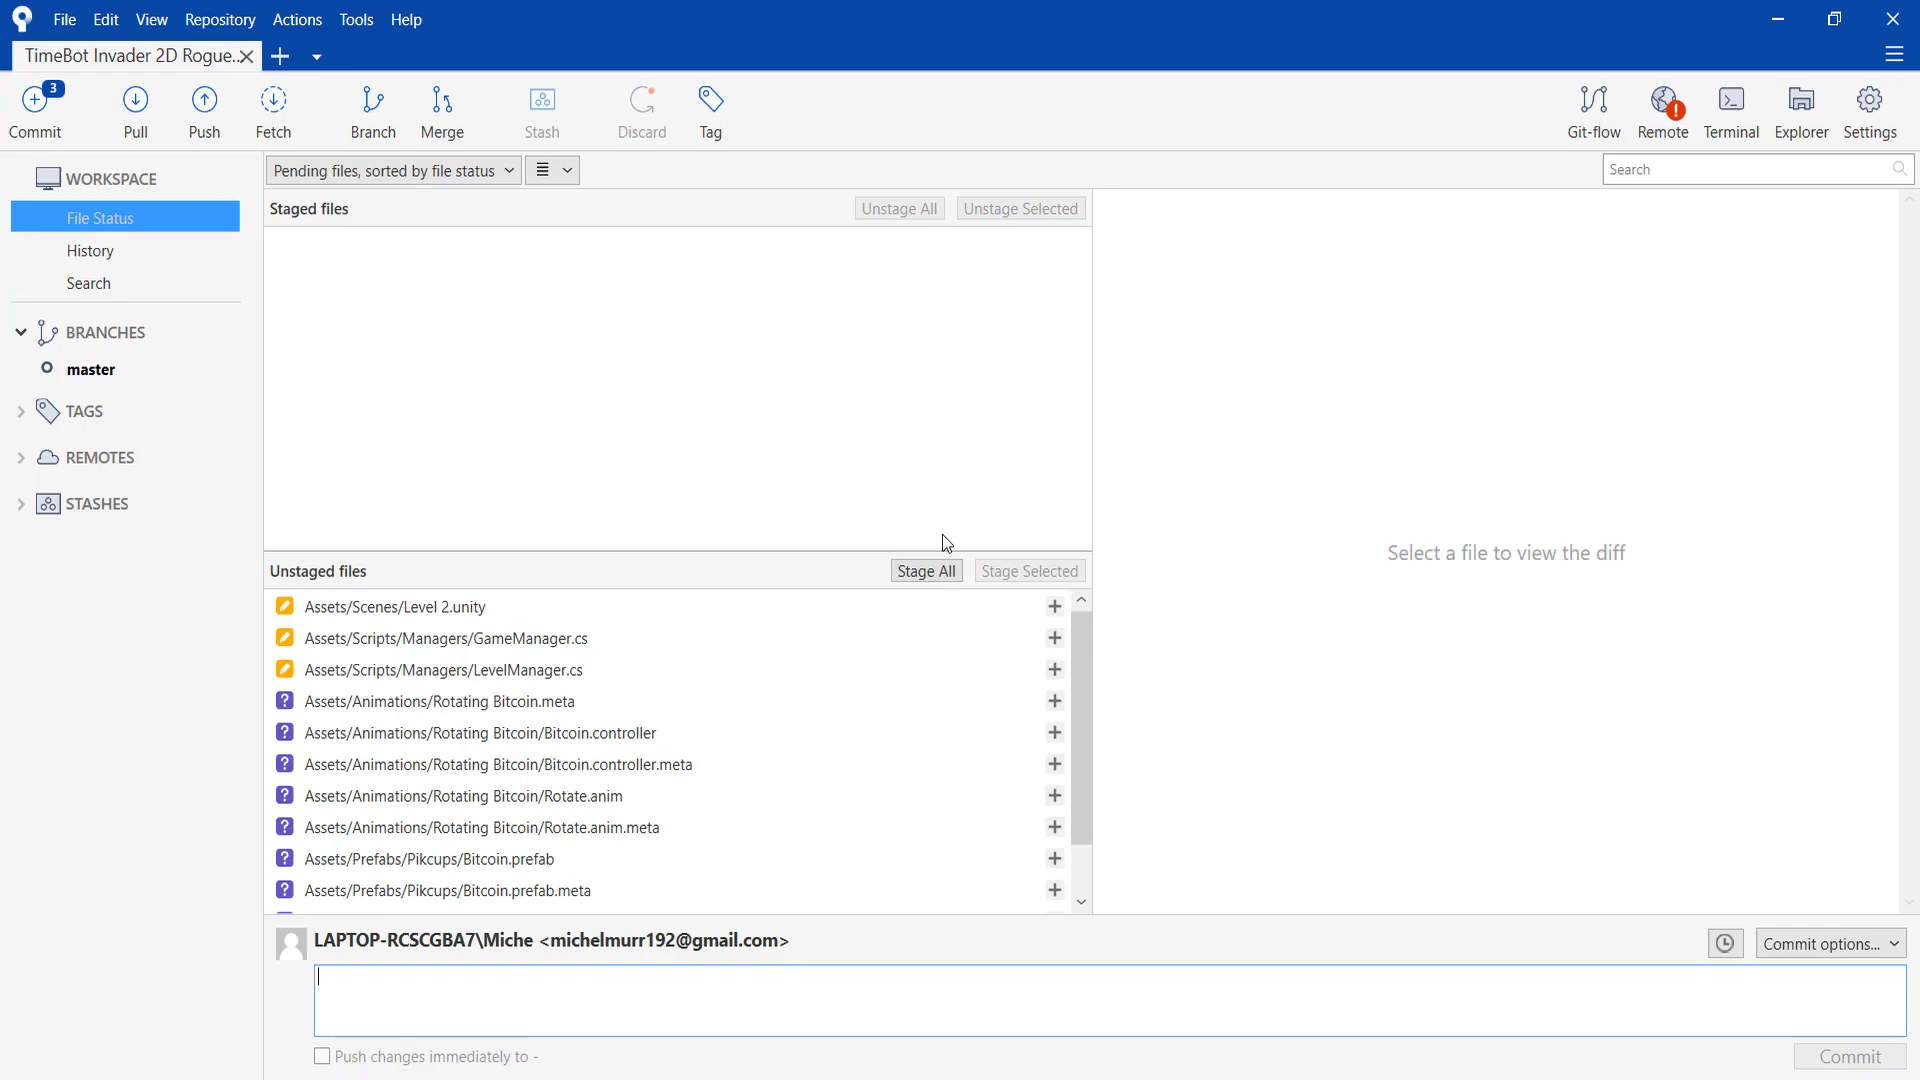 File Edit View Repository Actions Tools Help
TimeBot Invader 2D Rogue..
3
Commit Pull Push Fetch Branch Merge Stash Discard Tag Git-flow Remote Terminal Explorer Settings
WORKSPACE
File Status
History
Search
BRANCHES
master
TAGS
REMOTES
STASHES
Pending files, sorted by file status
Search
Staged files Unstage All Unstage Selected
Select a file to view the diff
Unstaged files Stage All Stage Selected
Assets/Scenes/Level 2.unity
Assets/Scripts/Managers/GameManager.cs
Assets/Scripts/Managers/LevelManager.cs
Assets/Animations/Rotating Bitcoin.meta
Assets/Animations/Rotating Bitcoin/Bitcoin.controller
Assets/Animations/Rotating Bitcoin/Bitcoin.controller.meta
Assets/Animations/Rotating Bitcoin/Rotate.anim
Assets/Animations/Rotating Bitcoin/Rotate.anim.meta
Assets/Prefabs/Pikcups/Bitcoin.prefab
Assets/Prefabs/Pikcups/Bitcoin.prefab.meta
LAPTOP-RCSCGBA7\Miche <michelmurr192@gmail.com>
Commit options...
Push changes immediately to -
Commit